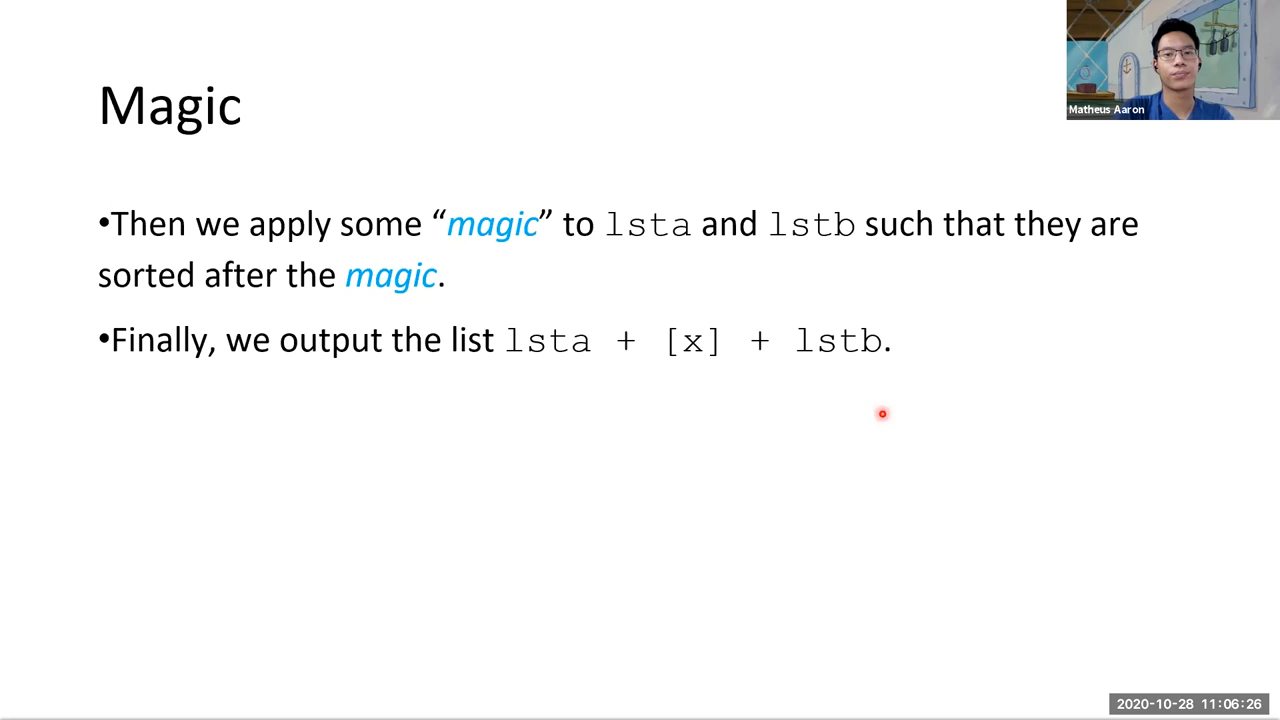 Matheus Aaron
Magic
•Then we apply some “magic” to lsta and lstb such that they are
sorted after the magic.
•Finally, we output the list lsta + [x] + lstb.
2020-10-28 11:06:26